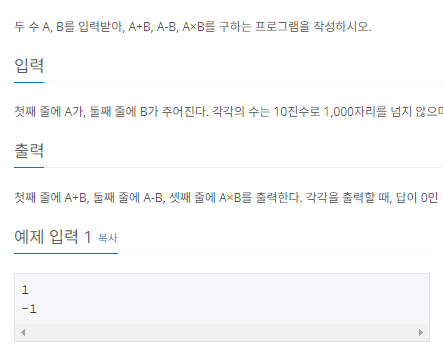 두 수 A, B를 입력받아, A+B, A-B, A×B를 구하는 프로그램을 작성하시오.
입력
첫째 줄에 A가, 둘째 줄에 B가 주어진다. 각각의 수는 10진수로 1,000자리를 넘지 않으며
출력
첫째 줄에 A+B, 둘째 줄에 A-B, 셋째 줄에 A×B를 출력한다. 각각을 출력할 때, 답이 0인
예제 입력 1 복사
1
-1